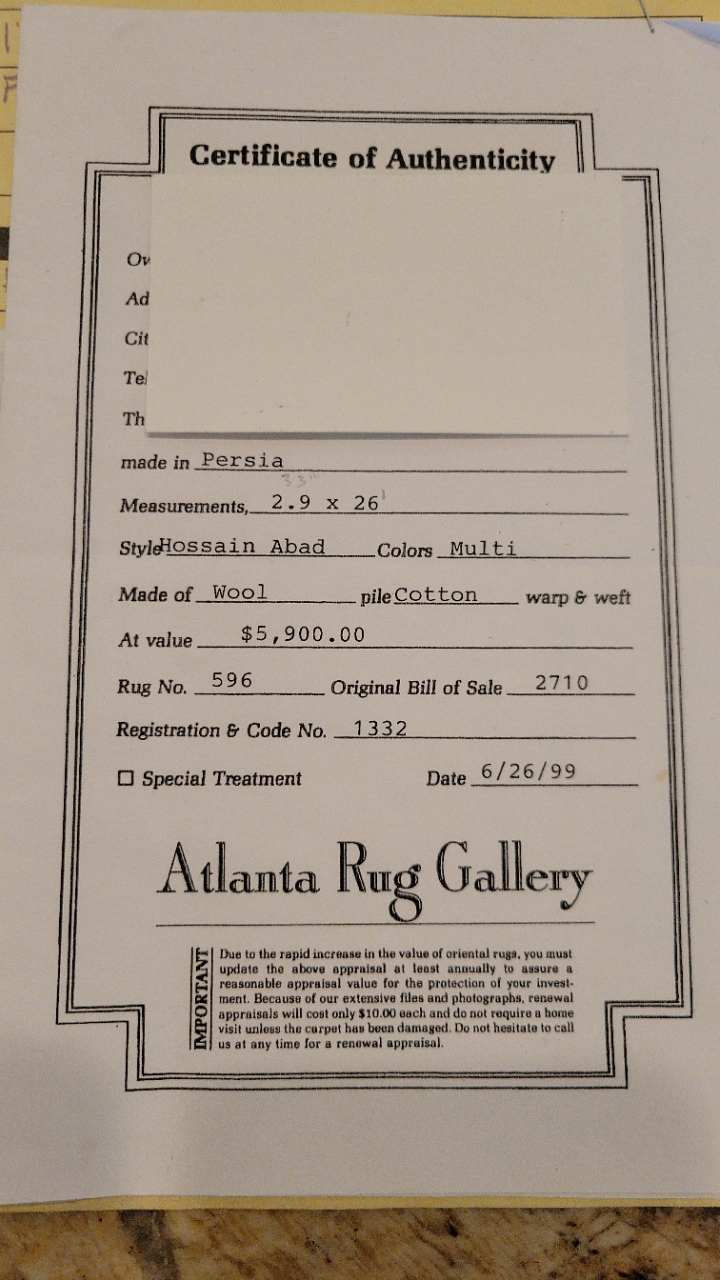 Certificate of Authenticity
Ov
Ad
Cit
Tel
Th
made in Persia
33"
Measurements, 2.9 x 26'
Style Hossain Abad Colors Multi
Made of Wool pile Cotton warp & weft
At value $5,900.00
Rug No. 596 Original Bill of Sale 2710
Registration & Code No. 1332
☐ Special Treatment Date 6/26/99
Atlanta Rug Gallery
IMPORTANT
Due to the rapid increase in the value of oriental rugs, you must
update the above appraisal at least annually to assure a
reasonable appraisal value for the protection of your invest-
ment. Because of our extensive files and photographs, renewal
appraisals will cost only $10.00 each and do not require a home
visit unless the carpet has been damaged. Do not hesitate to call
us at any time for a renewal appraisal.